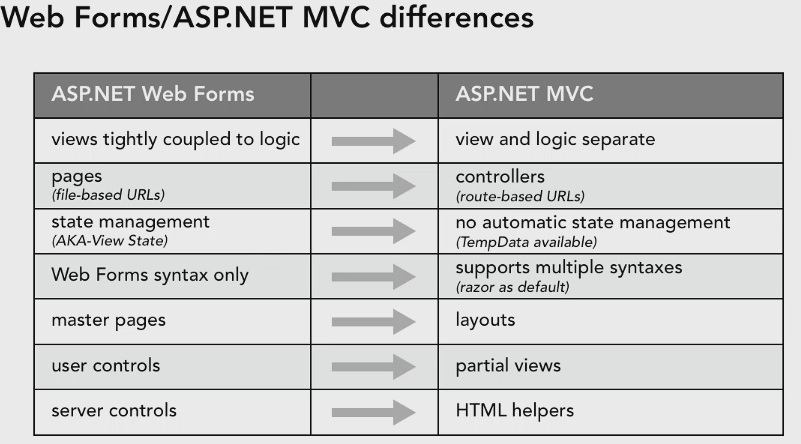 Web Forms/ASP.NET MVC differences
ASP.NET Web Forms
ASP.NET MVC
views tightly coupled to logic
view and logic separate
pages
(file-based URLs)
controllers
(route-based URLs)
state management
(AKA-View State)
no automatic state management
(TempData available)
Web Forms syntax only
supports multiple syntaxes
(razor as default)
master pages
layouts
user controls
partial views
server controls
HTML helpers